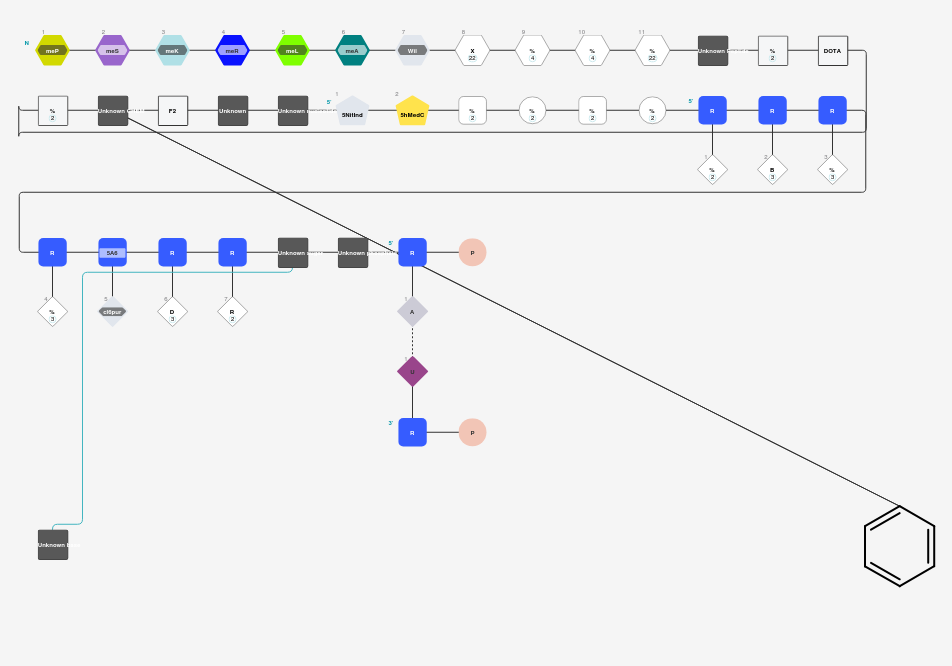 1 2 3 4 5 6 7 8 9 10 11
N meP meS meK meR meL meA Wil X 22 % 4 % 4 % 22 Unknown % 2 DOTA
% 2 Unknown F2 Unknown Unknown 5' 1 5NitInd 2 5hMedC % 2 % 2 % 2 % 2 5' R R R
1 % 2 2 B 3 3 % 3
R 5A6 R R Unknown Unknown 5' R P
4 % 3 5 cl6pur 6 D 3 7 R 2 1 A
U
3' R P
Unknown